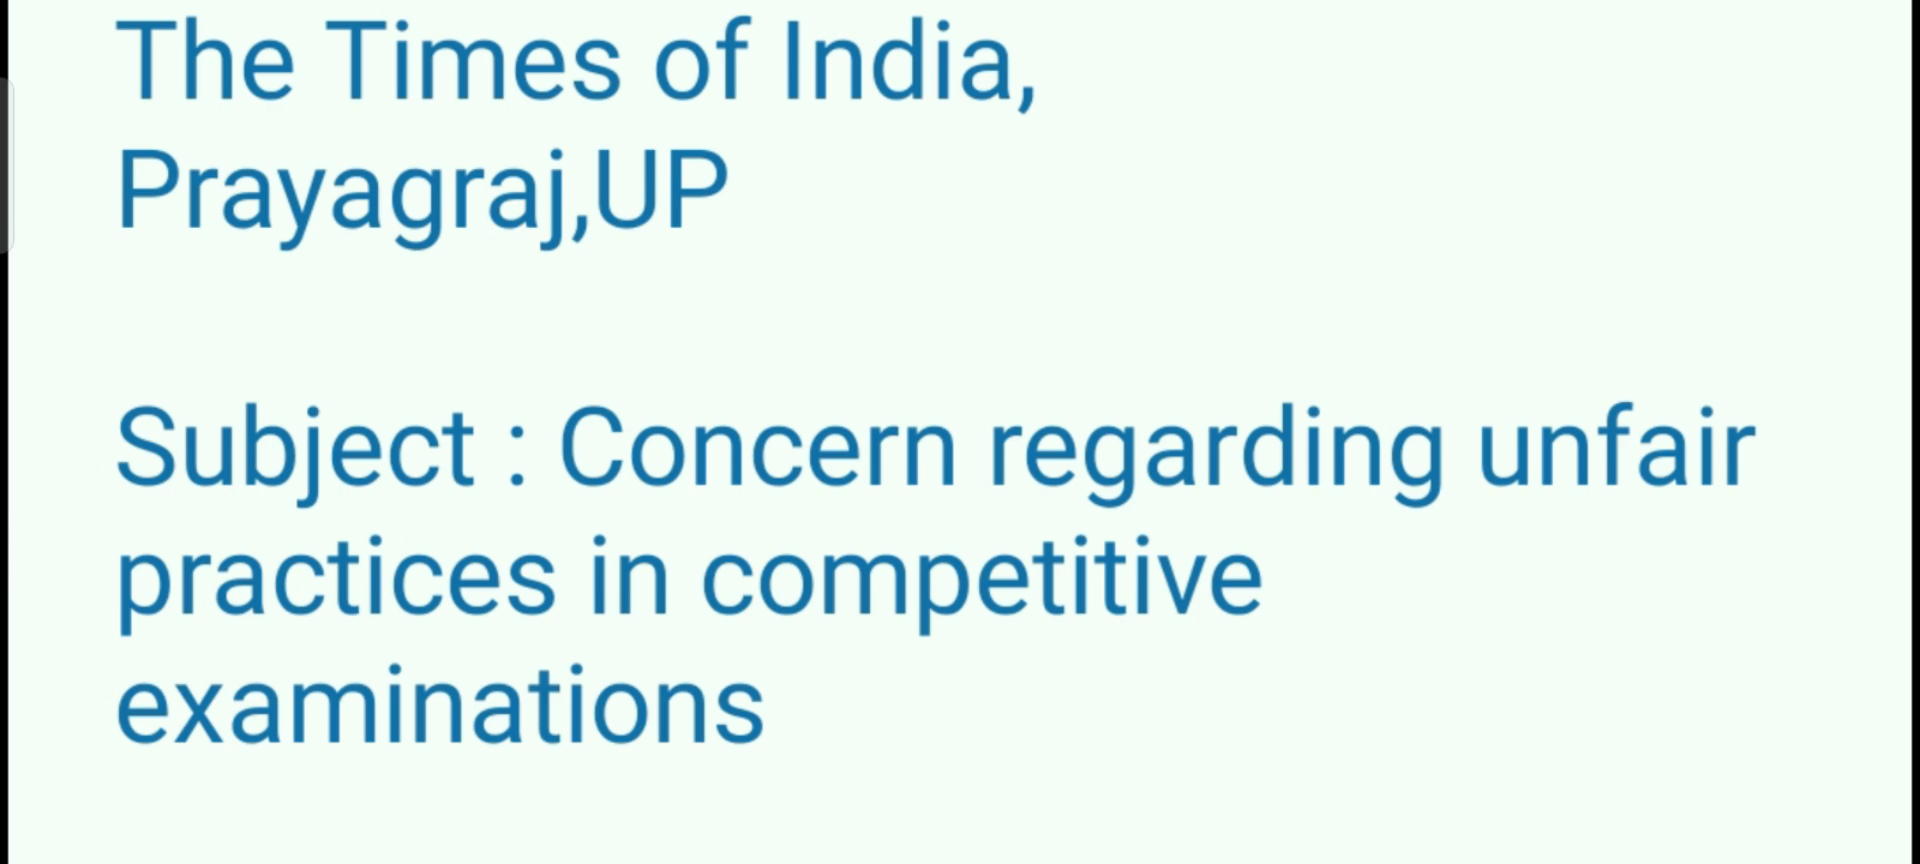 The Times of India,
Prayagraj,UP
Subject : Concern regarding unfair
practices in competitive
examinations